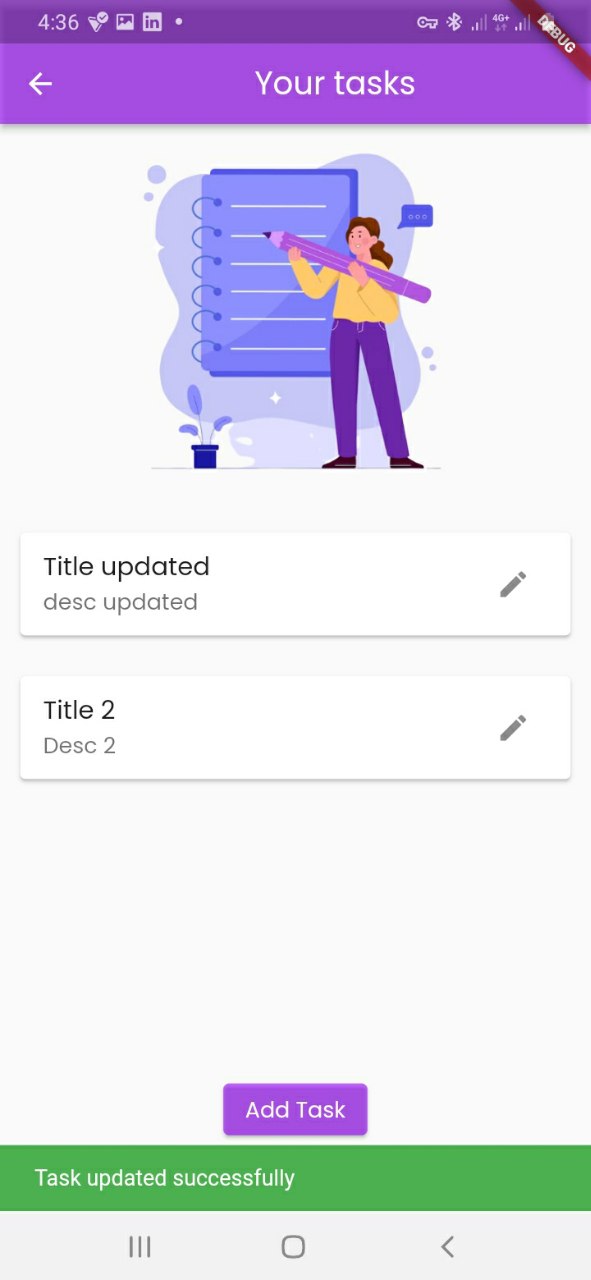 4:36
4G+
DEBUG
Your tasks
Title updated
desc updated
Title 2
Desc 2
Add Task
Task updated successfully